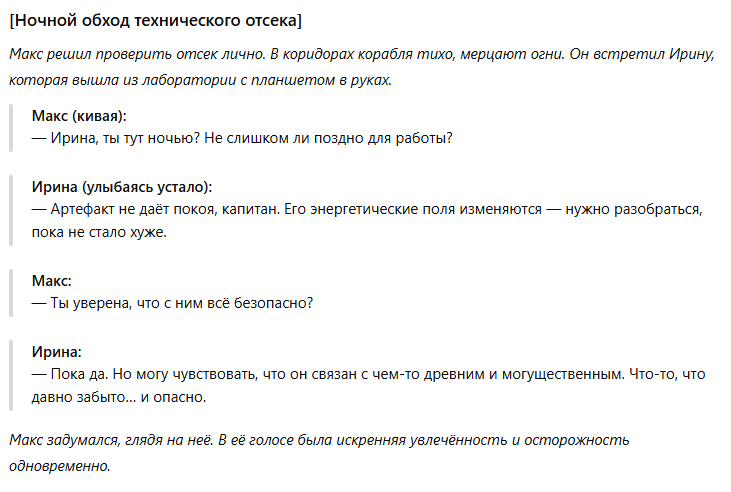 [Ночной обход технического отсека]
Макс решил проверить отсек лично. В коридорах корабля тихо, мерцают огни. Он встретил Ирину,
которая вышла из лаборатории с планшетом в руках.
Макс (кивая):
— Ирина, ты тут ночью? Не слишком ли поздно для работы?
Ирина (улыбаясь устало):
— Артефакт не даёт покоя, капитан. Его энергетические поля изменяются — нужно разобраться,
пока не стало хуже.
Макс:
— Ты уверена, что с ним всё безопасно?
Ирина:
— Пока да. Но могу чувствовать, что он связан с чем-то древним и могущественным. Что-то, что
давно забыто... и опасно.
Макс задумался, глядя на неё. В её голосе была искренняя увлечённость и осторожность
одновременно.